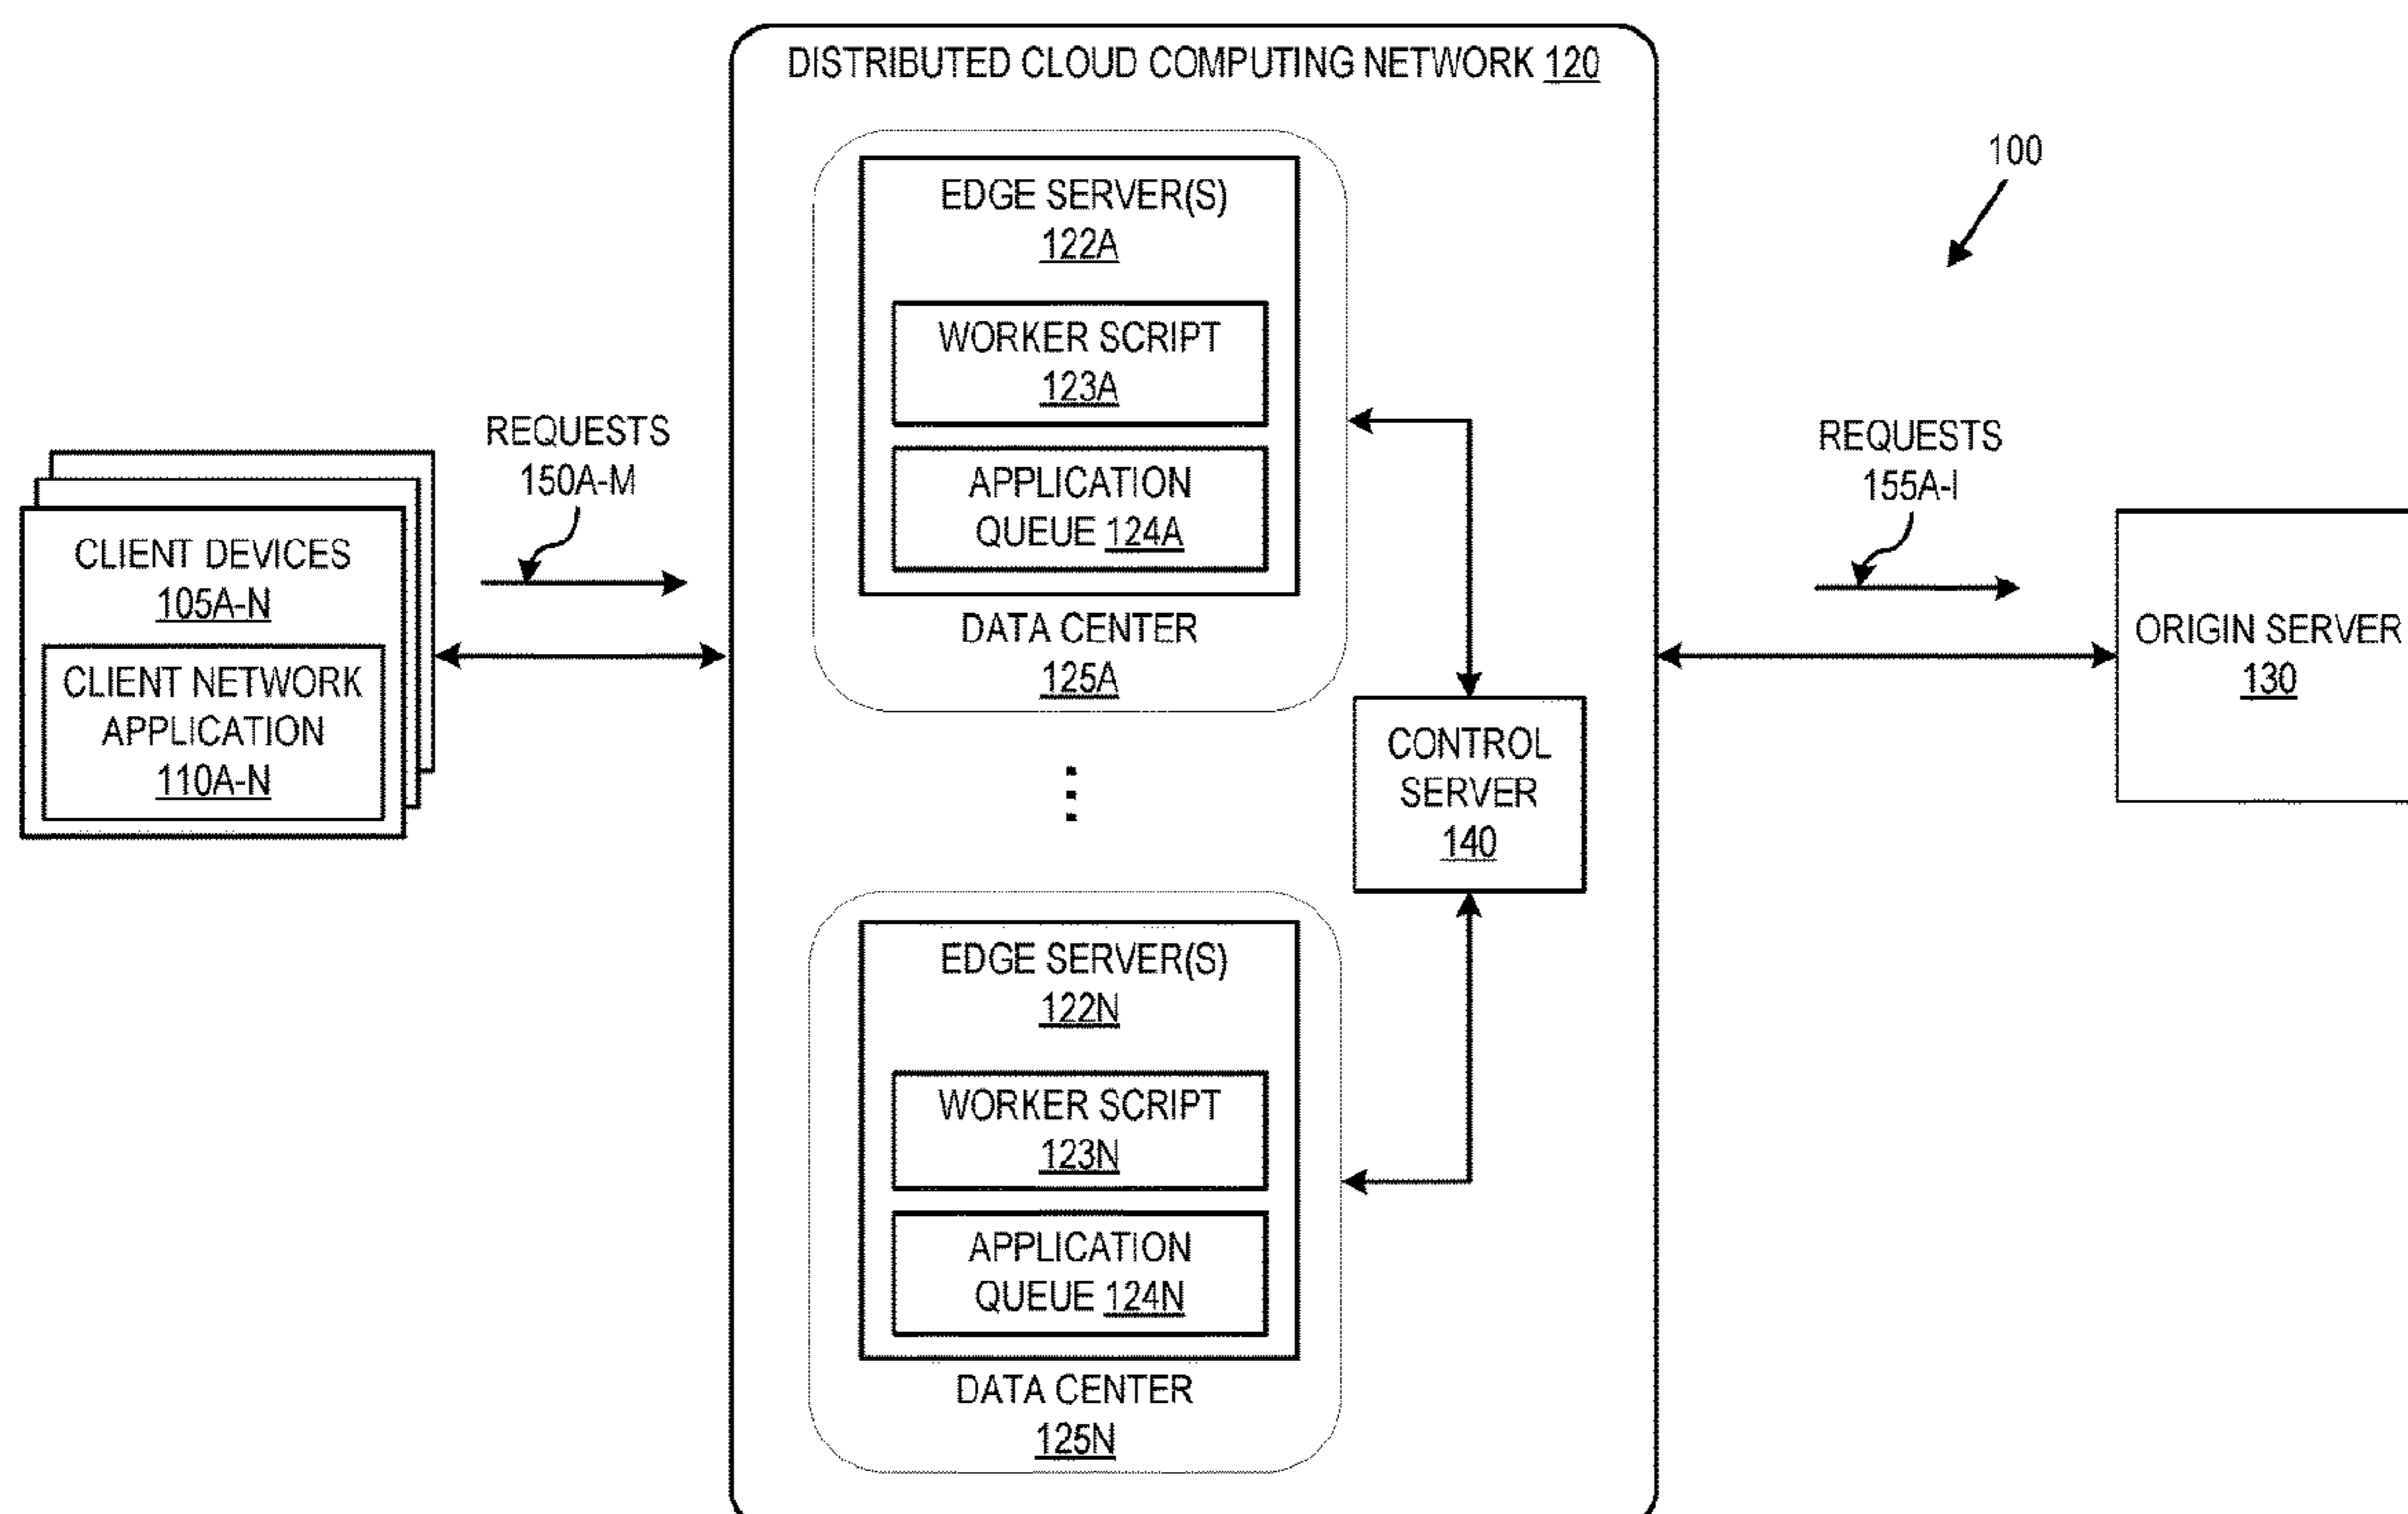 DISTRIBUTED CLOUD COMPUTING NETWORK 120
100
EDGE SERVER(S)
122A
WORKER SCRIPT
123A
APPLICATION
QUEUE 124A
DATA CENTER
125A
REQUESTS
150A-M
CLIENT DEVICES
105A-N
CLIENT NETWORK
APPLICATION
110A-N
CONTROL
SERVER
140
REQUESTS
155A-I
ORIGIN SERVER
130
EDGE SERVER(S)
122N
WORKER SCRIPT
123N
APPLICATION
QUEUE 124N
DATA CENTER
125N